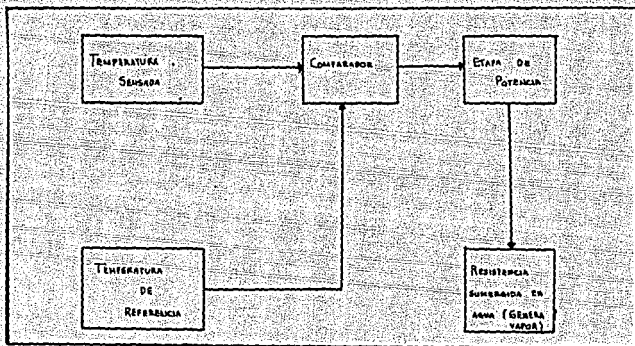 TEMPERATURA
SENSADA
COMPARADOR
ETAPA DE
POTENCIA
TEMPERATURA
DE
REFERENCIA
RESISTENCIA
SUMERGIDA EN
AGUA (GENERA
VAPOR)